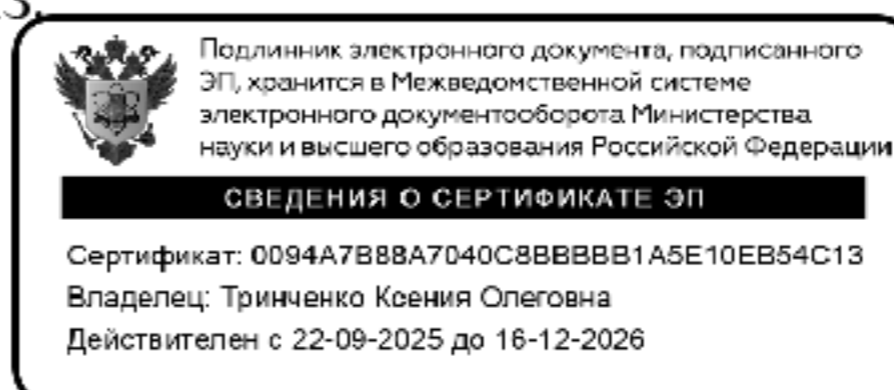 Подлинник электронного документа, подписанного
ЭП, хранится в Межведомственной системе
электронного документооборота Министерства
науки и высшего образования Российской Федерации
СВЕДЕНИЯ О СЕРТИФИКАТЕ ЭП
Сертификат: 0094A7B88A7040C8BBBBB1A5E10EB54C13
Владелец: Тринченко Ксения Олеговна
Действителен с 22-09-2025 до 16-12-2026